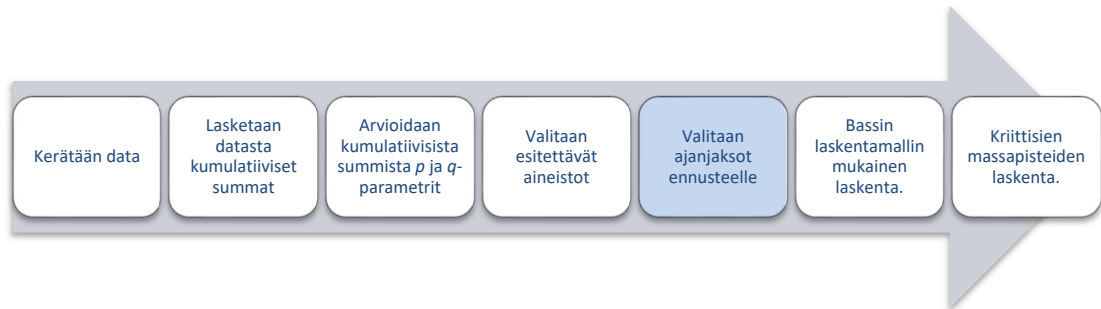 Kerätään data
Lasketaan
datasta
kumulatiiviset
summat
Arvioidaan
kumulatiivisista
summista p ja q-
parametrit
Valitaan
esitettävät
aineistot
Valitaan
ajanjaksot
ennusteelle
Bassin
laskentamallin
mukainen
laskenta.
Kriittisien
massapisteiden
laskenta.